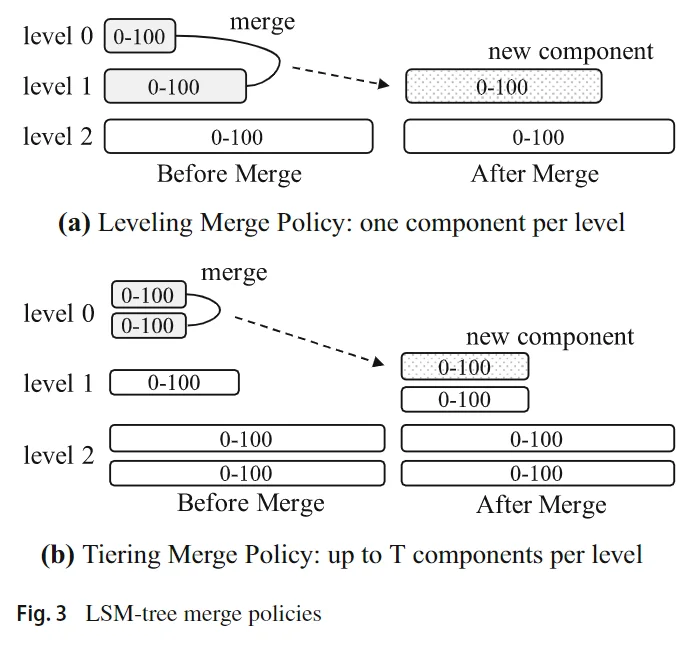 merge
level 0 0-100
new component
level 1 0-100 0-100
level 2 0-100 0-100
Before Merge After Merge
(a) Leveling Merge Policy: one component per level
merge
0-100
level 0
0-100
new component
0-100
level 1 0-100
0-100
0-100 0-100
level 2
0-100 0-100
Before Merge After Merge
(b) Tiering Merge Policy: up to T components per level
Fig. 3 LSM-tree merge policies